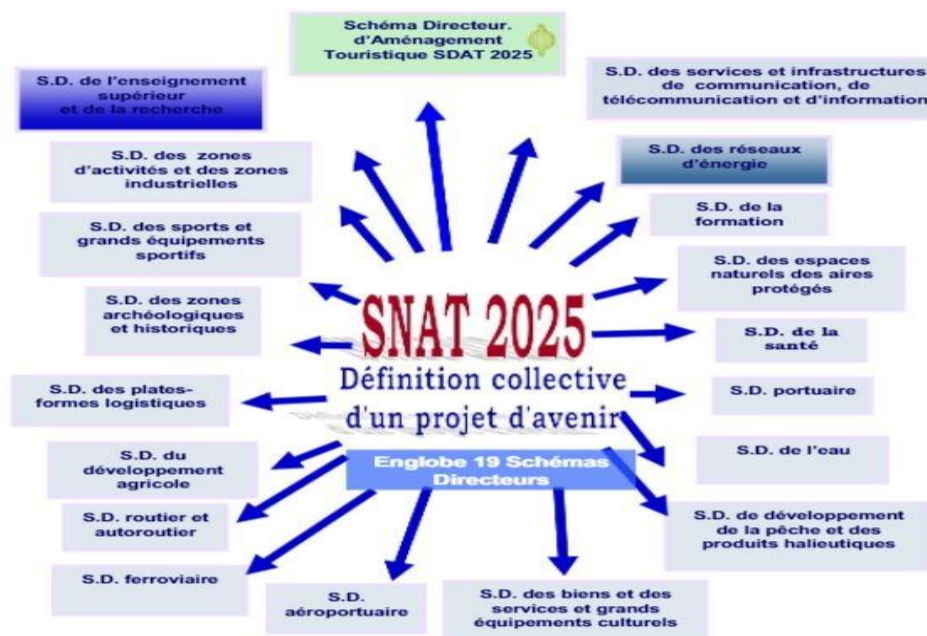 Schéma Directeur.
d'Aménagement
Touristique SDAT 2025
S.D. de l'enseignement
supérieur
et de la recherche
S.D. des services et infrastructures
de communication, de
télécommunication et d'information
S.D. des zones
d'activités et des zones
industrielles
S.D. des réseaux
d'énergie
S.D. de la
formation
S.D. des sports et
grands équipements
sportifs
S.D. des espaces
naturels des aires
protégés
S.D. des zones
archéologiques
et historiques
SNAT 2025
Définition collective
d'un projet d'avenir
Englobe 19 Schémas
Directeurs
S.D. de la
santé
S.D. des plates-
formes logistiques
S.D. portuaire
S.D. du
développement
agricole
S.D. de l'eau
S.D. routier et
autoroutier
S.D. de développement
de la pêche et des
produits halieutiques
S.D. ferroviaire
S.D.
aéroportuaire
S.D. des biens et des
services et grands
équipements culturels